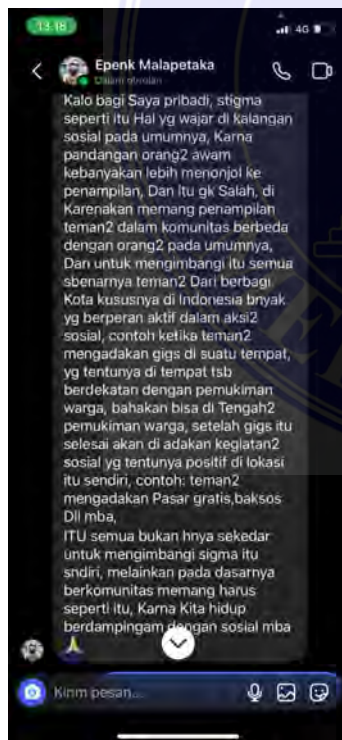 13.18
4G
Epenk Malapetaka
Dalam obrolan
Kalo bagi Saya pribadi, stigma
seperti itu Hal yg wajar di kalangan
sosial pada umumnya, Karna
pandangan orang2 awam
kebanyakan lebih menonjol ke
penampilan, Dan Itu gk Salah, di
Karenakan memang penampilan
teman2 dalam komunitas berbeda
dengan orang2 pada umumnya,
Dan untuk mengimbangi itu semua
sbenarnya teman2 Dari berbagi
Kota kususnya di Indonesia bnyak
yg berperan aktif dalam aksi2
sosial, contoh ketika teman2
mengadakan gigs di suatu tempat,
yg tentunya di tempat tsb
berdekatan dengan pemukiman
warga, bahakan bisa di Tengah2
pemukiman warga, setelah gigs itu
selesai akan di adakan kegiatan2
sosial yg tentunya positif di lokasi
itu sendiri, contoh: teman2
mengadakan Pasar gratis,baksos
Dll mba,
ITU semua bukan hnya sekedar
untuk mengimbangi sigma itu
sndiri, melainkan pada dasarnya
berkomunitas memang harus
seperti itu, Karna Kita hidup
berdampingam dengan sosial mba
Kirim pesan...